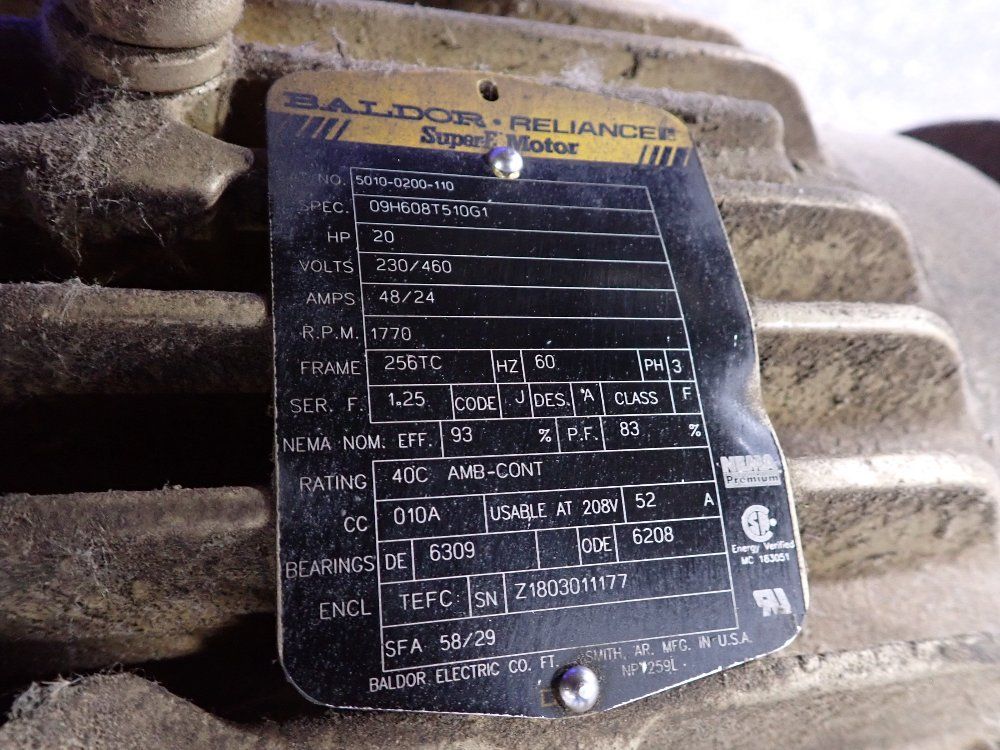 BALDOR • RELIANCE
SuperE Motor
NO. 5010-0200-110
SPEC. 09H608T510G1
HP 20
VOLTS 230/460
AMPS 48/24
R.P.M. 1770
FRAME 256TC HZ 60 PH 3
SER. F. 1.25 CODE J DES. *A CLASS F
NEMA NOM. EFF. 93 % P.F. 83 %
RATING 40C AMB-CONT
NEMA
Premium
CC 010A USABLE AT 208V 52 A
Energy Verified
MC 163051
BEARINGS DE 6309 ODE 6208
ENCL TEFC SN Z1803011177
SFA 58/29
BALDOR ELECTRIC CO. FT. SMITH, AR. MFG. IN U.S.A.